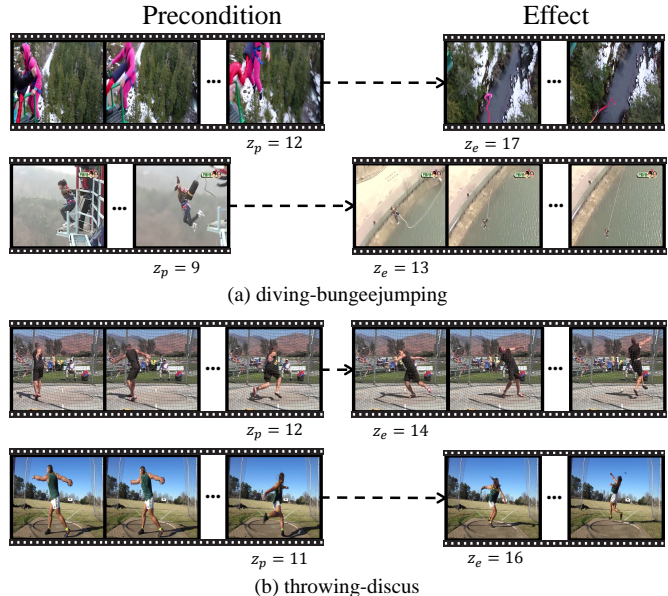 Precondition Effect
...
...
z_p = 12 z_e = 17
...
...
z_p = 9 z_e = 13
(a) diving-bungeejumping
...
...
z_p = 12 z_e = 14
...
...
z_p = 11 z_e = 16
(b) throwing-discus